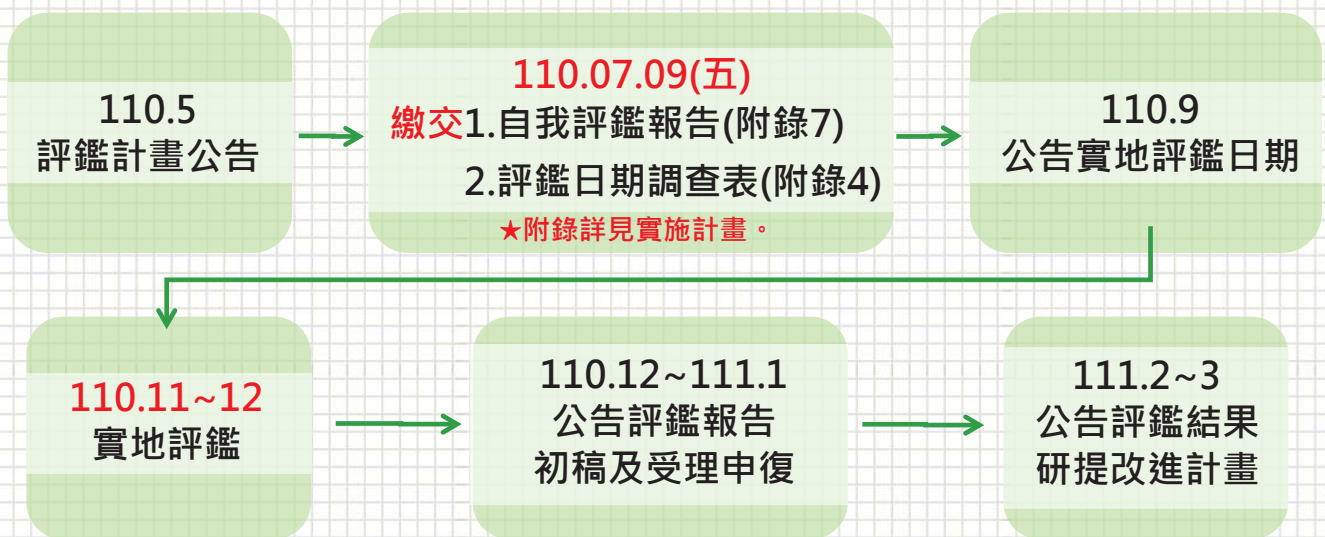 110.5
評鑑計畫公告
110.07.09(五)
繳交1.自我評鑑報告(附錄7)
2.評鑑日期調查表(附錄4)
★附錄詳見實施計畫。
110.9
公告實地評鑑日期
110.11~12
實地評鑑
110.12~111.1
公告評鑑報告
初稿及受理申復
111.2~3
公告評鑑結果
研提改進計畫